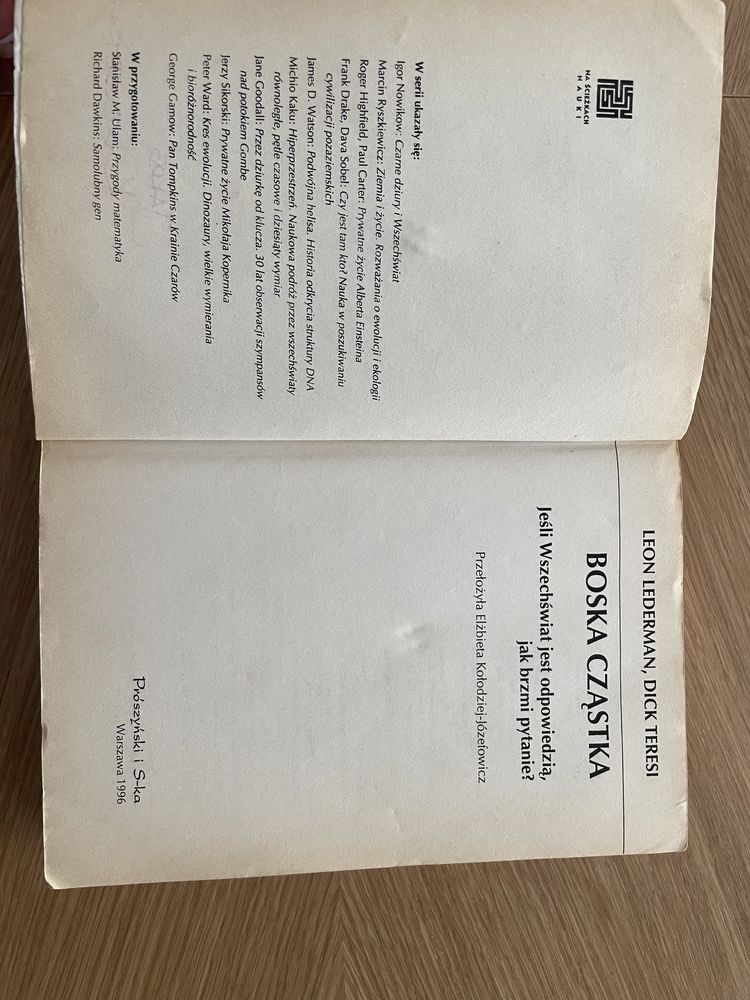 NA ŚCIEŻKACH
NAUKI
W serii ukazały się:
Igor Nowikow: Czarne dziury i Wszechświat
Marcin Ryszkiewicz: Ziemia i życie. Rozważania o ewolucji i ekologii
Roger Highfield, Paul Carter: Prywatne życie Alberta Einsteina
Frank Drake, Dava Sobel: Czy jest tam kto? Nauka w poszukiwaniu
cywilizacji pozaziemskich
James D. Watson: Podwójna helisa. Historia odkrycia struktury DNA
Michio Kaku: Hiperprzestrzeń. Naukowa podróż przez wszechświaty
równoległe, pętle czasowe i dziesiąty wymiar
Jane Goodall: Przez dziurkę od klucza. 30 lat obserwacji szympansów
nad potokiem Gombe
Jerzy Sikorski: Prywatne życie Mikołaja Kopernika
Peter Ward: Kres ewolucji. Dinozaury, wielkie wymierania
i bioróżnorodność
George Gamow: Pan Tompkins w Krainie Czarów
W przygotowaniu:
Stanisław M. Ulam: Przygody matematyka
Richard Dawkins: Samolubny gen
LEON LEDERMAN, DICK TERESI
BOSKA CZĄSTKA
Jeśli Wszechświat jest odpowiedzią,
jak brzmi pytanie?
Przełożyła Elżbieta Kołodziej-Józefowicz
Prószyński i S-ka
Warszawa 1996